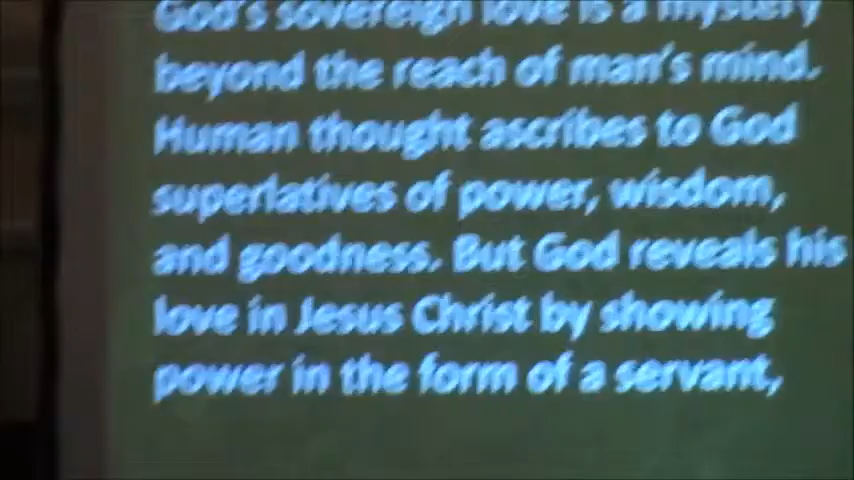 God's sovereign love is a mystery
beyond the reach of man's mind.
Human thought ascribes to God
superlatives of power, wisdom,
and goodness. But God reveals his
love in Jesus Christ by showing
power in the form of a servant,